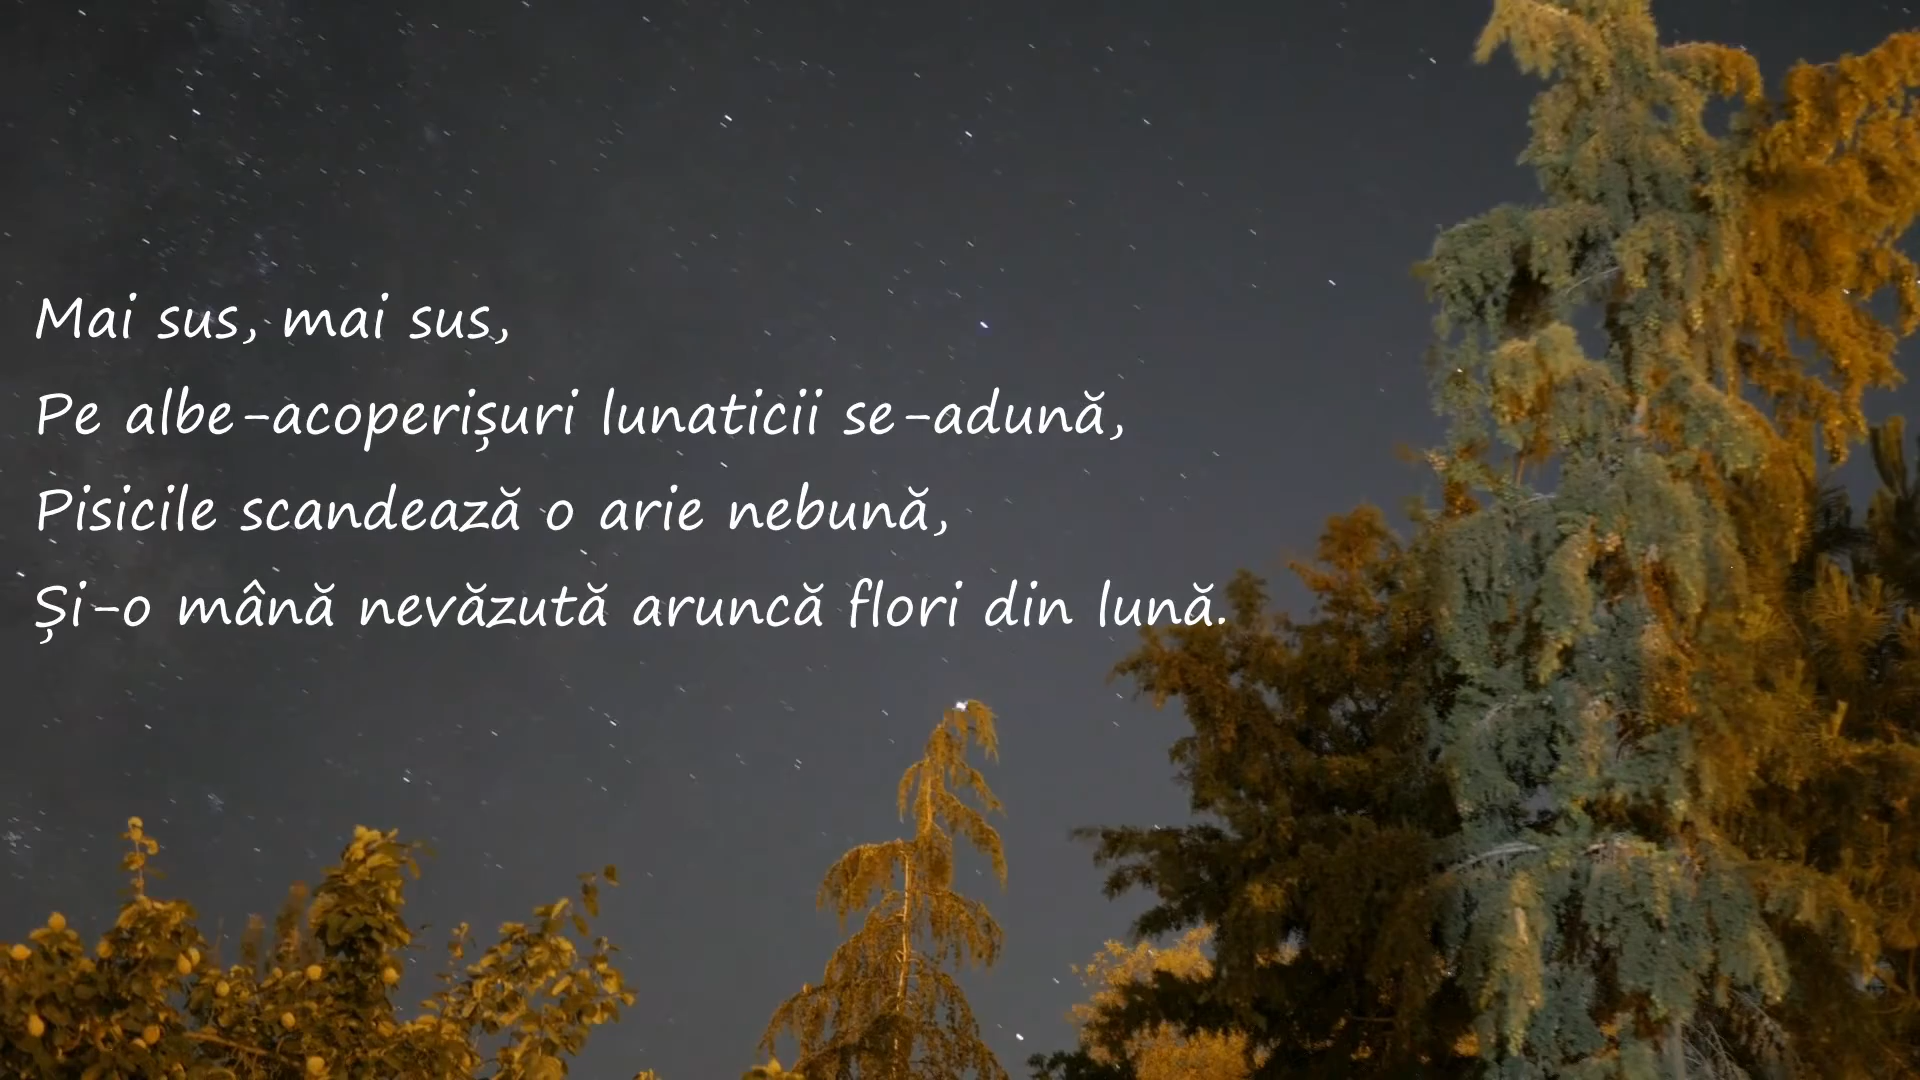 Mai sus, mai sus,
Pe albe-acoperișuri lunaticii se-adună,
Pisicile scandează o arie nebună,
Și-o mână nevăzută aruncă flori din lună.